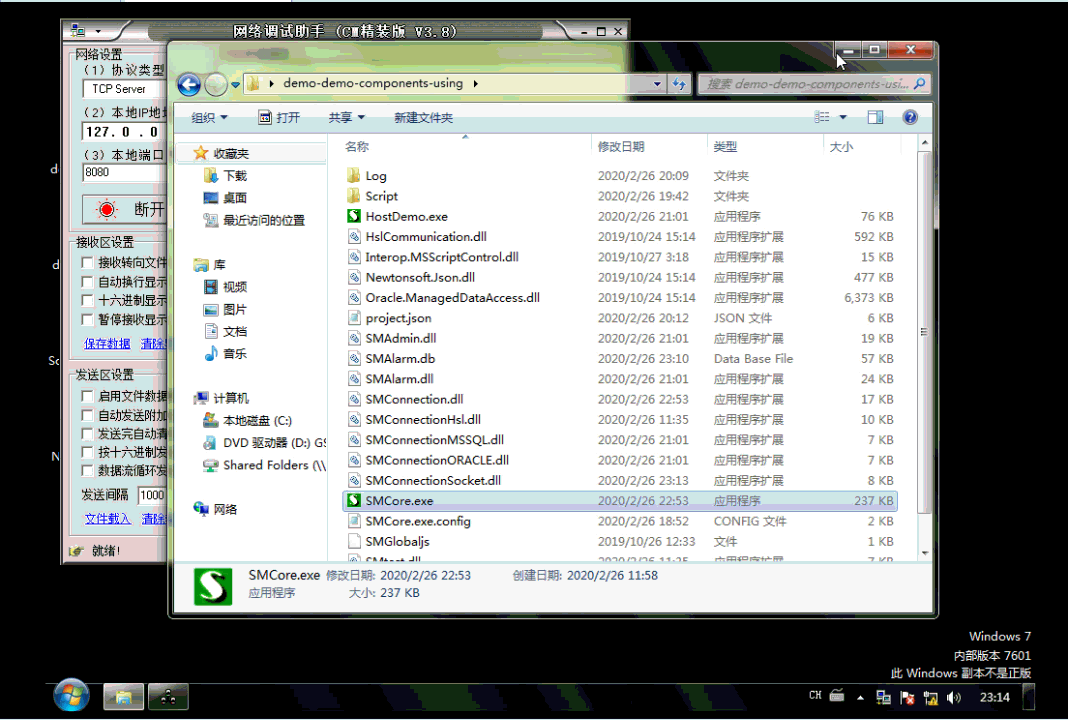 网络调试助手 (CM精装版 V3.8)
网络设置
(1) 协议类型
TCP Server
(2) 本地IP地
127. 0 . 0
(3) 本地端口
8080
断开
接收区设置
接收转向文件
自动换行显示
十六进制显示
暂停接收显示
保存数据 清除
发送区设置
启用文件数据
自动发送附加
发送完自动清
按十六进制发
数据流循环发
发送间隔 1000
文件载入 清除
就绪!
demo-demo-components-using
搜索 demo-demo-components-usi...
组织 打开 共享 新建文件夹
收藏夹
下载
桌面
最近访问的位置
库
视频
图片
文档
音乐
计算机
本地磁盘 (C:)
DVD 驱动器 (D:) GS
Shared Folders (\\
网络
名称 修改日期 类型 大小
Log 2020/2/26 20:09 文件夹
Script 2020/2/26 19:42 文件夹
HostDemo.exe 2020/2/26 21:01 应用程序 76 KB
HslCommunication.dll 2019/10/24 15:14 应用程序扩展 592 KB
Interop.MSScriptControl.dll 2019/10/27 3:18 应用程序扩展 15 KB
Newtonsoft.Json.dll 2019/10/24 15:14 应用程序扩展 477 KB
Oracle.ManagedDataAccess.dll 2019/10/24 15:14 应用程序扩展 6,373 KB
project.json 2020/2/26 20:12 JSON 文件 6 KB
SMAdmin.dll 2020/2/26 21:01 应用程序扩展 19 KB
SMAlarm.db 2020/2/26 23:10 Data Base File 57 KB
SMAlarm.dll 2020/2/26 21:01 应用程序扩展 24 KB
SMConnection.dll 2020/2/26 22:53 应用程序扩展 17 KB
SMConnectionHsl.dll 2020/2/26 11:35 应用程序扩展 10 KB
SMConnectionMSSQL.dll 2020/2/26 21:01 应用程序扩展 7 KB
SMConnectionORACLE.dll 2020/2/26 21:01 应用程序扩展 7 KB
SMConnectionSocket.dll 2020/2/26 23:13 应用程序扩展 8 KB
SMCore.exe 2020/2/26 22:53 应用程序 237 KB
SMCore.exe.config 2020/2/26 18:52 CONFIG 文件 2 KB
SMGlobaljs 2019/10/26 12:33 文件 1 KB
SMtest.dll 2020/2/26 11:35 应用程序扩展 7 KB
SMCore.exe 修改日期: 2020/2/26 22:53 创建日期: 2020/2/26 11:58
应用程序 大小: 237 KB
Windows 7
内部版本 7601
此 Windows 副本不是正版
CH 23:14